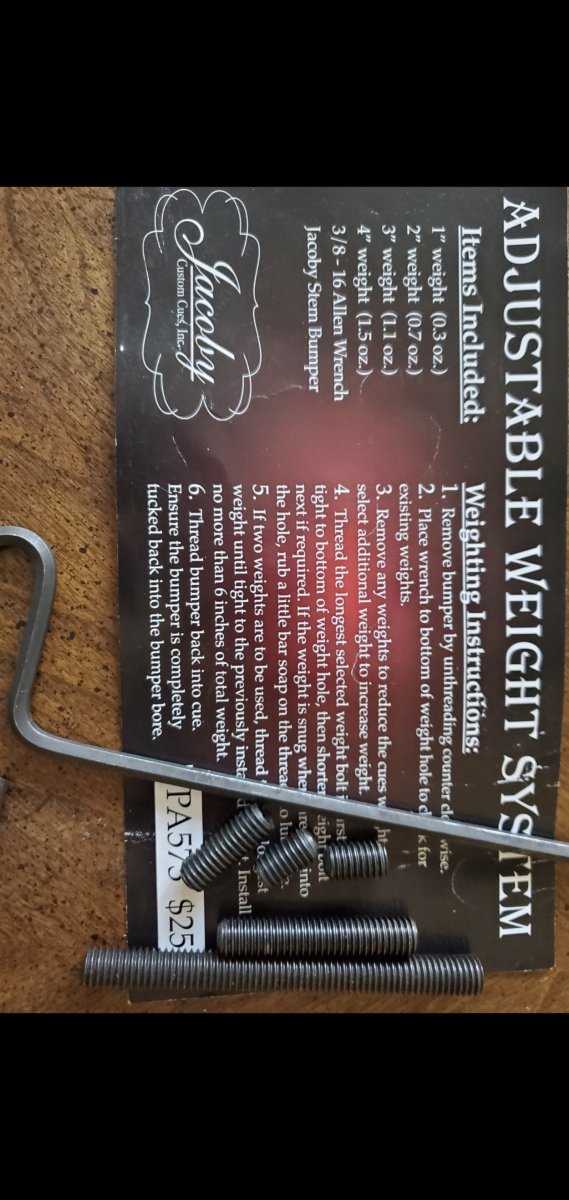 ADJUSTABLE WEIGHT SYSTEM
Items Included:
1" weight (0.3 oz.)
2" weight (0.7 oz.)
3" weight (1.1 oz.)
4" weight (1.5 oz.)
3/8 - 16 Allen Wrench
Jacoby Stem Bumper
Jacoby
Custom Cues, Inc.
Weighting Instructions:
1. Remove bumper by unthreading counter
2. Place wrench to bottom of weight hole to for
existing weights.
3. Remove any weights to reduce the cues
select additional weight to increase weight.
4. Thread the longest selected weight bolt
tight to bottom of weight hole, then
next if required. If the weight is snug into
the hole, rub a little bar soap on the
5. If two weights are to be used, thread
weight until tight to the previously Install
no more than 6 inches of total weight.
6. Thread bumper back into cue.
Ensure the bumper is completely
tucked back into the bumper bore.
$25